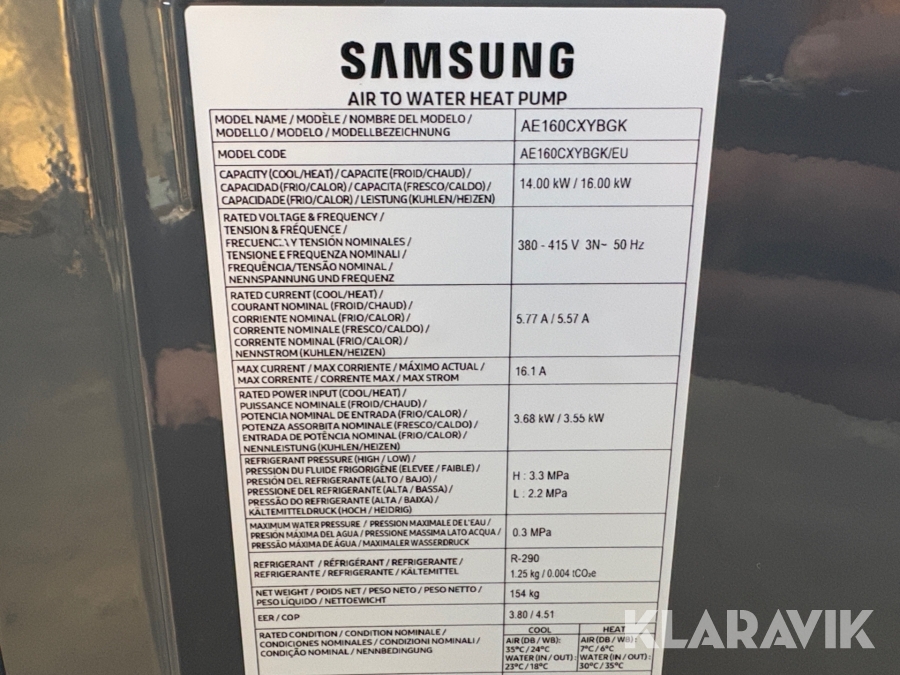 SAMSUNG
AIR TO WATER HEAT PUMP
MODEL NAME / MODÈLE / NOMBRE DEL MODELO /
MODELLO / MODELO / MODELLBEZEICHNUNG
AE160CXYBGK
MODEL CODE
AE160CXYBGK/EU
CAPACITY (COOL/HEAT) / CAPACITE (FROID/CHAUD) /
CAPACIDAD (FRIO/CALOR) / CAPACITA (FRESCO/CALDO) /
CAPACIDADE (FRIO/CALOR) / LEISTUNG (KUHLEN/HEIZEN)
14.00 kW / 16.00 kW
RATED VOLTAGE & FREQUENCY /
TENSION & FRÉQUENCE /
FRECUENCIA Y TENSIÓN NOMINALES /
TENSIONE E FREQUENZA NOMINALI /
FREQUÊNCIA/TENSÃO NOMINAL /
NENNSPANNUNG UND FREQUENZ
380 - 415 V 3N~ 50 Hz
RATED CURRENT (COOL/HEAT) /
COURANT NOMINAL (FROID/CHAUD) /
CORRIENTE NOMINAL (FRIO/CALOR) /
CORRENTE NOMINALE (FRESCO/CALDO) /
CORRENTE NOMINAL (FRIO/CALOR) /
NENNSTROM (KUHLEN/HEIZEN)
5.77 A / 5.57 A
MAX CURRENT / MAX CORRIENTE / MÁXIMO ACTUAL /
MAX CORRENTE / CORRENTE MAX / MAX STROM
16.1 A
RATED POWER INPUT (COOL/HEAT) /
PUISSANCE NOMINALE (FROID/CHAUD) /
POTENCIA NOMINAL DE ENTRADA (FRIO/CALOR) /
POTENZA ASSORBITA NOMINALE (FRESCO/CALDO) /
ENTRADA DE POTÊNCIA NOMINAL (FRIO/CALOR) /
NENNLEISTUNG (KUHLEN/HEIZEN)
3.68 kW / 3.55 kW
REFRIGERANT PRESSURE (HIGH / LOW) /
PRESSION DU FLUIDE FRIGORIGÈNE (ELEVEE / FAIBLE) /
PRESIÓN DEL REFRIGERANTE (ALTO / BAJO) /
PRESSIONE DEL REFRIGERANTE (ALTA / BASSA) /
PRESSÃO DO REFRIGERANTE (ALTA / BAIXA) /
KÄLTEMITTELDRUCK (HOCH / HEIDRIG)
H : 3.3 MPa
L : 2.2 MPa
MAXIMUM WATER PRESSURE / PRESSION MAXIMALE DE L'EAU /
PRESIÓN MÁXIMA DEL AGUA / PRESSIONE MASSIMA LATO ACQUA /
PRESSÃO MÁXIMA DE ÁGUA / MAXIMALER WASSERDRUCK
0.3 MPa
REFRIGERANT / RÉFRIGÉRANT / REFRIGERANTE /
REFRIGERANTE / REFRIGERANTE / KÄLTEMITTEL
R-290
1.25 kg / 0.004 tCO₂e
NET WEIGHT / POIDS NET / PESO NETO / PESO NETTO /
PESO LÍQUIDO / NETTOEWICHT
154 kg
EER / COP
3.80 / 4.51
RATED CONDITION / CONDITION NOMINALE /
CONDICIONES NOMINALES / CONDIZIONI NOMINALI /
CONDIÇÃO NOMINAL / NENNBEDINGUNG
COOL
AIR (DB / WB):
35°C / 24°C
WATER (IN / OUT) :
23°C / 18°C
HEAT
AIR (DB / WB) :
7°C / 6°C
WATER (IN / OUT) :
30°C / 35°C
KLARAVIK